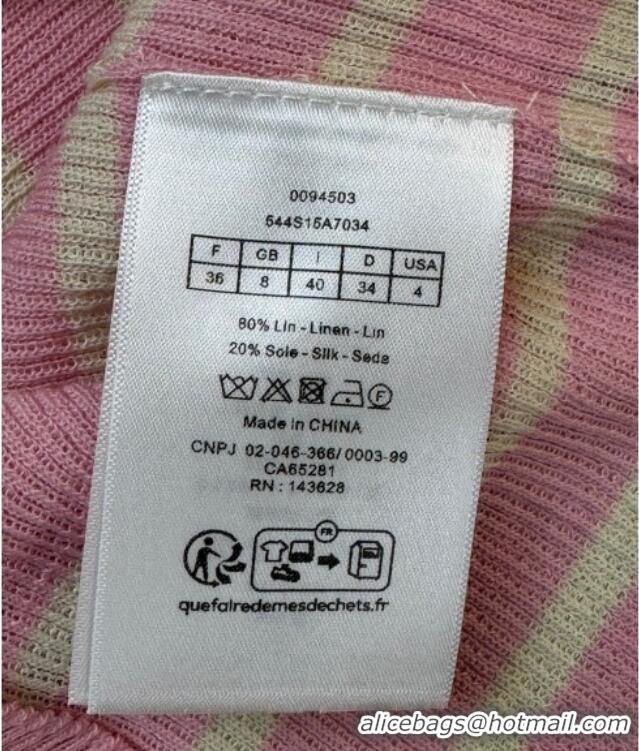 0094503
544S15A7034
F GB I D USA
36 8 40 34 4
80% Lin - Linen - Lin
20% Soie - Silk - Seda
F
Made in CHINA
CNPJ 02-046-366/0003-99
CA65281
RN : 143628
FR
quefairedemesdechets.fr
alicebags@hotmail.com